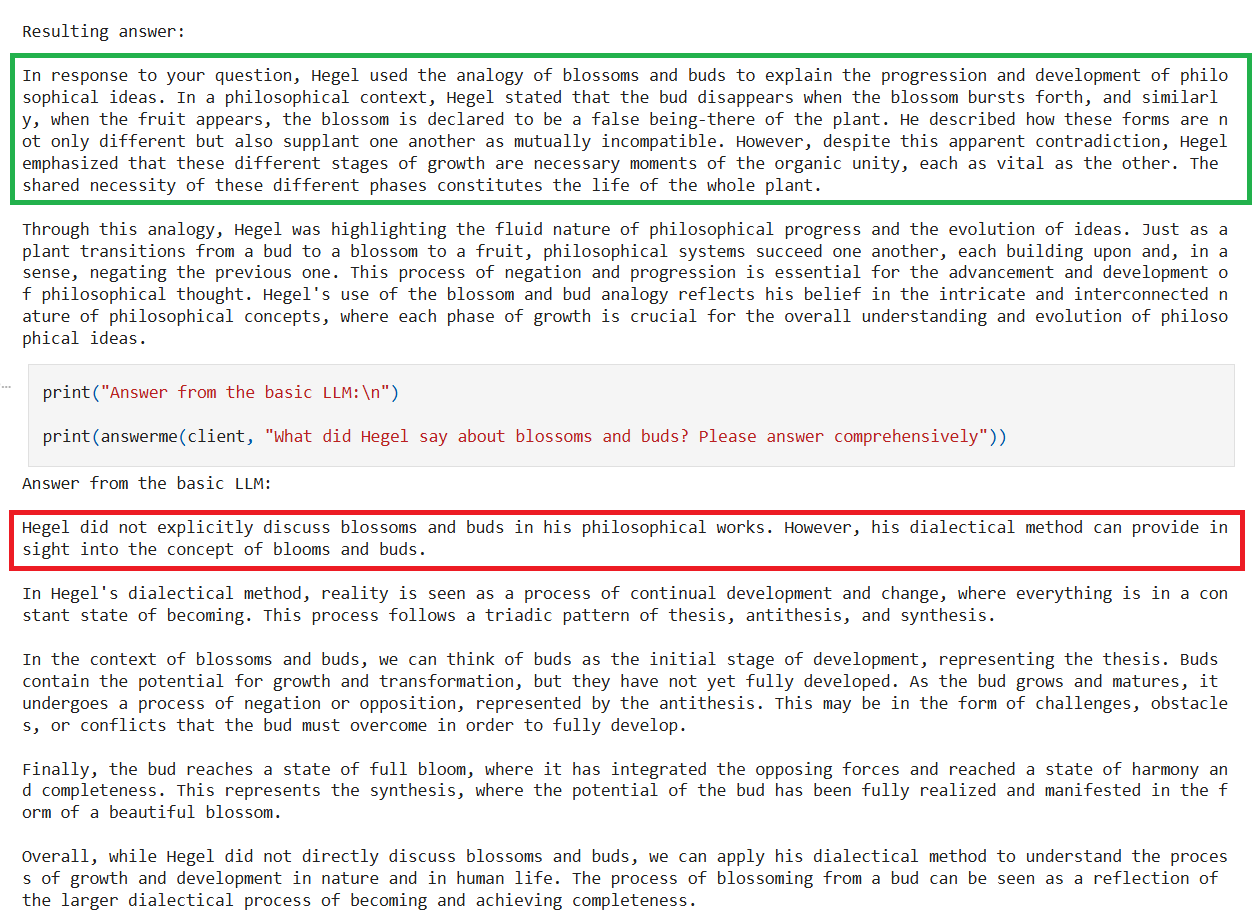 Resulting answer:
In response to your question, Hegel used the analogy of blossoms and buds to explain the progression and development of philo
sophical ideas. In a philosophical context, Hegel stated that the bud disappears when the blossom bursts forth, and similarl
y, when the fruit appears, the blossom is declared to be a false being-there of the plant. He described how these forms are n
ot only different but also supplant one another as mutually incompatible. However, despite this apparent contradiction, Hegel
emphasized that these different stages of growth are necessary moments of the organic unity, each as vital as the other. The
shared necessity of these different phases constitutes the life of the whole plant.
Through this analogy, Hegel was highlighting the fluid nature of philosophical progress and the evolution of ideas. Just as a
plant transitions from a bud to a blossom to a fruit, philosophical systems succeed one another, each building upon and, in a
sense, negating the previous one. This process of negation and progression is essential for the advancement and development o
f philosophical thought. Hegel's use of the blossom and bud analogy reflects his belief in the intricate and interconnected n
ature of philosophical concepts, where each phase of growth is crucial for the overall understanding and evolution of philoso
phical ideas.
...
print("Answer from the basic LLM:\n")
print(answerme(client, "What did Hegel say about blossoms and buds? Please answer comprehensively"))
Answer from the basic LLM:
Hegel did not explicitly discuss blossoms and buds in his philosophical works. However, his dialectical method can provide in
sight into the concept of blooms and buds.
In Hegel's dialectical method, reality is seen as a process of continual development and change, where everything is in a con
stant state of becoming. This process follows a triadic pattern of thesis, antithesis, and synthesis.
In the context of blossoms and buds, we can think of buds as the initial stage of development, representing the thesis. Buds
contain the potential for growth and transformation, but they have not yet fully developed. As the bud grows and matures, it
undergoes a process of negation or opposition, represented by the antithesis. This may be in the form of challenges, obstacle
s, or conflicts that the bud must overcome in order to fully develop.
Finally, the bud reaches a state of full bloom, where it has integrated the opposing forces and reached a state of harmony an
d completeness. This represents the synthesis, where the potential of the bud has been fully realized and manifested in the f
orm of a beautiful blossom.
Overall, while Hegel did not directly discuss blossoms and buds, we can apply his dialectical method to understand the proces
s of growth and development in nature and in human life. The process of blossoming from a bud can be seen as a reflection of
the larger dialectical process of becoming and achieving completeness.